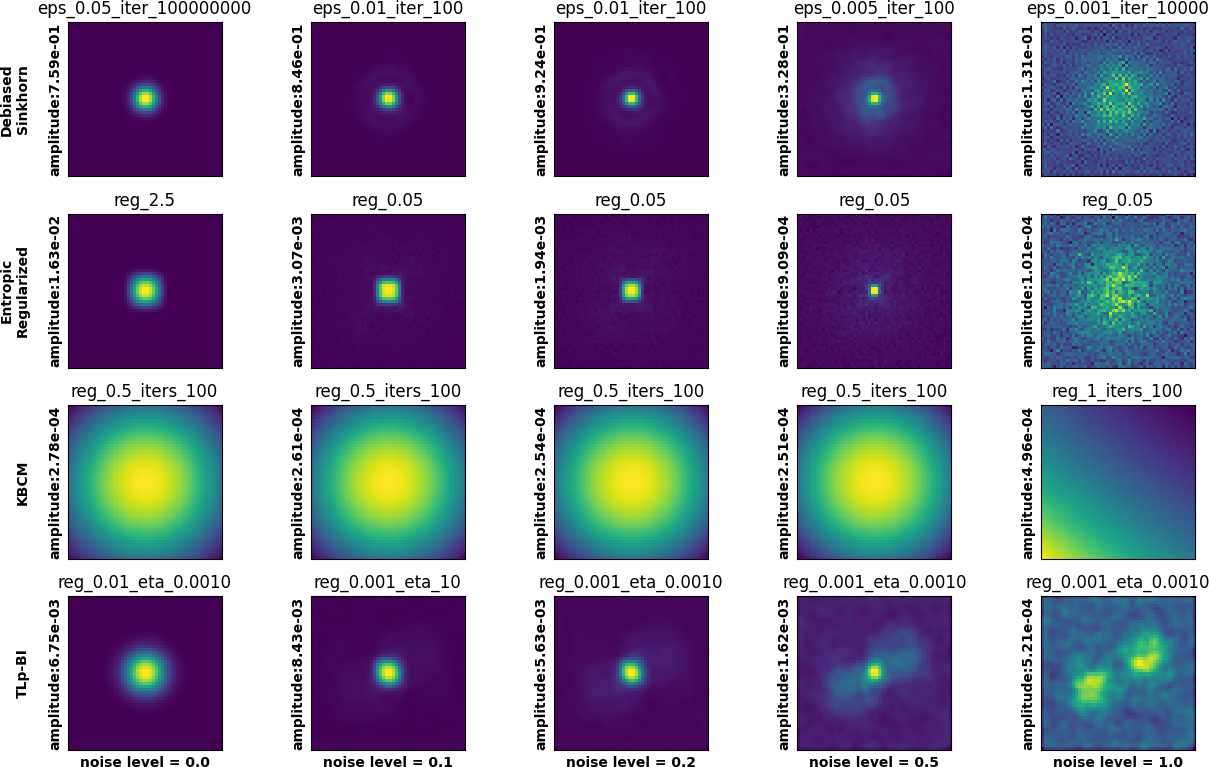 eps_0.05_iter_100000000
eps_0.01_iter_100
eps_0.01_iter_100
eps_0.005_iter_100
eps_0.001_iter_10000
Debiased
Sinkhorn
amplitude:7.59e-01
amplitude:8.46e-01
amplitude:9.24e-01
amplitude:3.28e-01
amplitude:1.31e-01
reg_2.5
reg_0.05
reg_0.05
reg_0.05
reg_0.05
Entropic
Regularized
amplitude:1.63e-02
amplitude:3.07e-03
amplitude:1.94e-03
amplitude:9.09e-04
amplitude:1.01e-04
reg_0.5_iters_100
reg_0.5_iters_100
reg_0.5_iters_100
reg_0.5_iters_100
reg_1_iters_100
KBCM
amplitude:2.78e-04
amplitude:2.61e-04
amplitude:2.54e-04
amplitude:2.51e-04
amplitude:4.96e-04
reg_0.01_eta_0.0010
reg_0.001_eta_10
reg_0.001_eta_0.0010
reg_0.001_eta_0.0010
reg_0.001_eta_0.0010
TLp-BI
amplitude:6.75e-03
amplitude:8.43e-03
amplitude:5.63e-03
amplitude:1.62e-03
amplitude:5.21e-04
noise level = 0.0
noise level = 0.1
noise level = 0.2
noise level = 0.5
noise level = 1.0